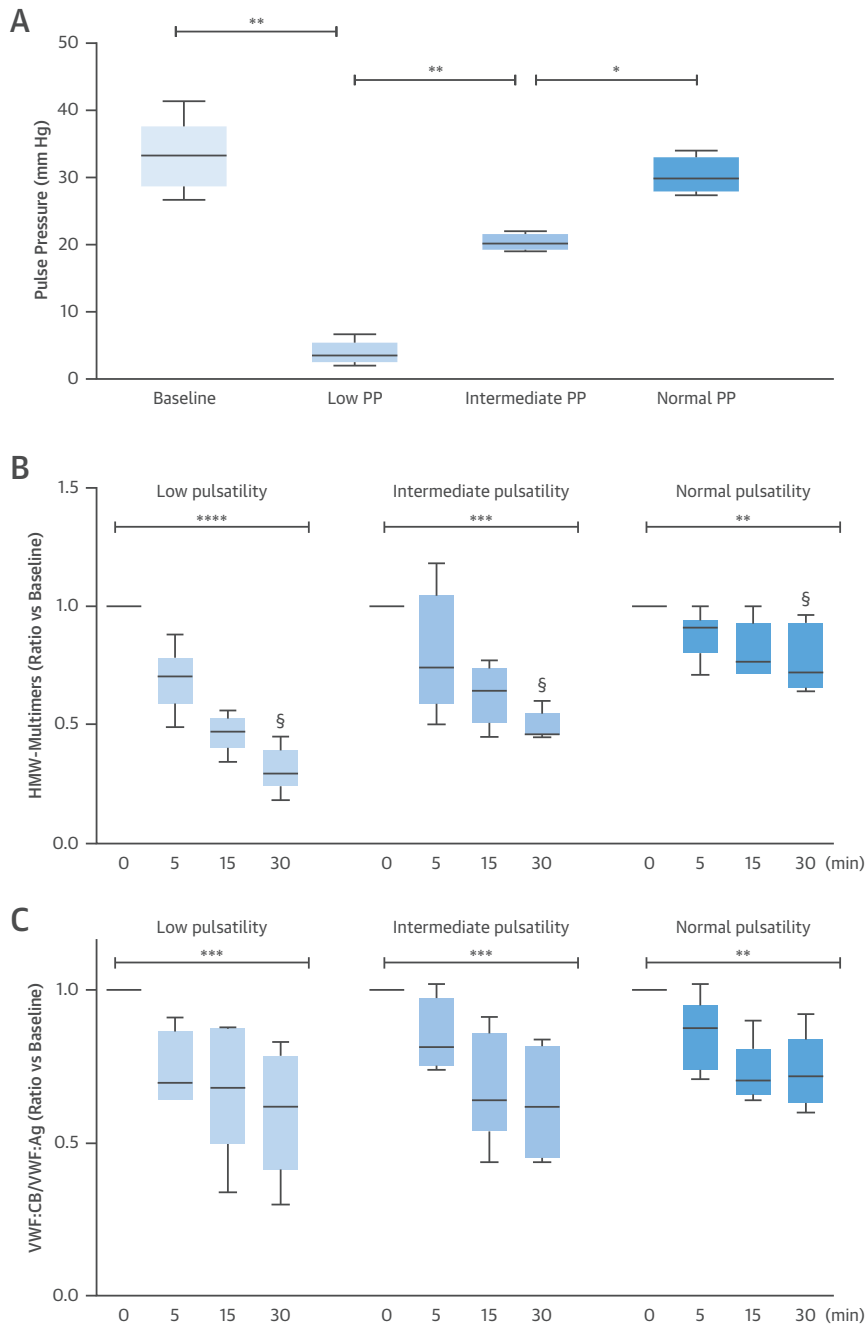 A
**
** *
50
40
30
20
10
0
Pulse Pressure (mm Hg)
Baseline Low PP Intermediate PP Normal PP
B
Low pulsatility Intermediate pulsatility Normal pulsatility
**** *** **
1.5
1.0
0.5
0.0
HMW-Multimers (Ratio vs Baseline)
§ § §
0 5 15 30 0 5 15 30 0 5 15 30 (min)
C
Low pulsatility Intermediate pulsatility Normal pulsatility
*** *** **
1.0
0.5
0.0
VWF:CB/VWF:Ag (Ratio vs Baseline)
0 5 15 30 0 5 15 30 0 5 15 30 (min)